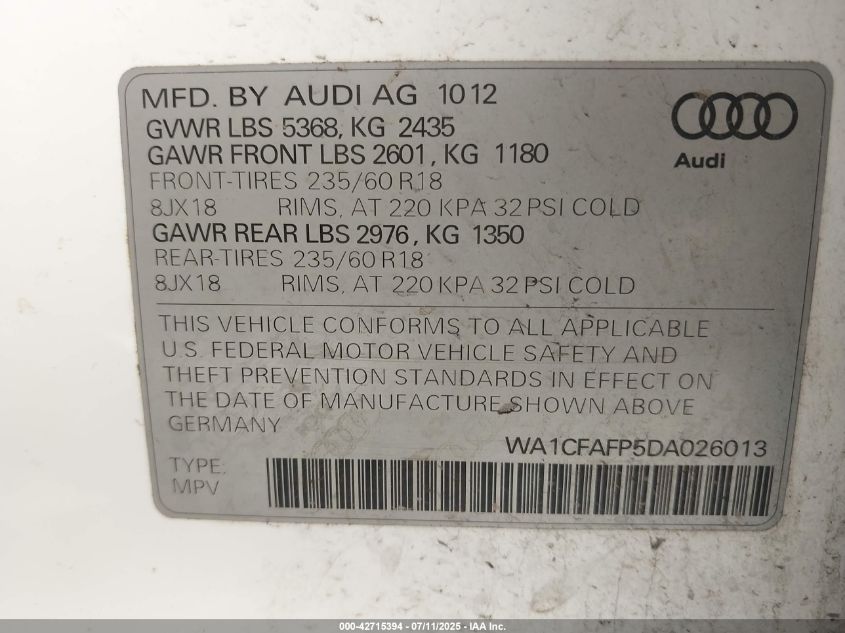 MFD. BY AUDI AG 1012
GVWR LBS 5368, KG 2435
GAWR FRONT LBS 2601, KG 1180
FRONT-TIRES 235/60 R18
8JX18 RIMS, AT 220 KPA 32 PSI COLD
GAWR REAR LBS 2976, KG 1350
REAR-TIRES 235/60 R18
8JX18 RIMS, AT 220 KPA 32 PSI COLD
Audi
THIS VEHICLE CONFORMS TO ALL APPLICABLE
U.S. FEDERAL MOTOR VEHICLE SAFETY AND
THEFT PREVENTION STANDARDS IN EFFECT ON
THE DATE OF MANUFACTURE SHOWN ABOVE
GERMANY
WA1CFAFP5DA026013
TYPE:
MPV
000-42715394 - 07/11/2025 - IAA Inc.